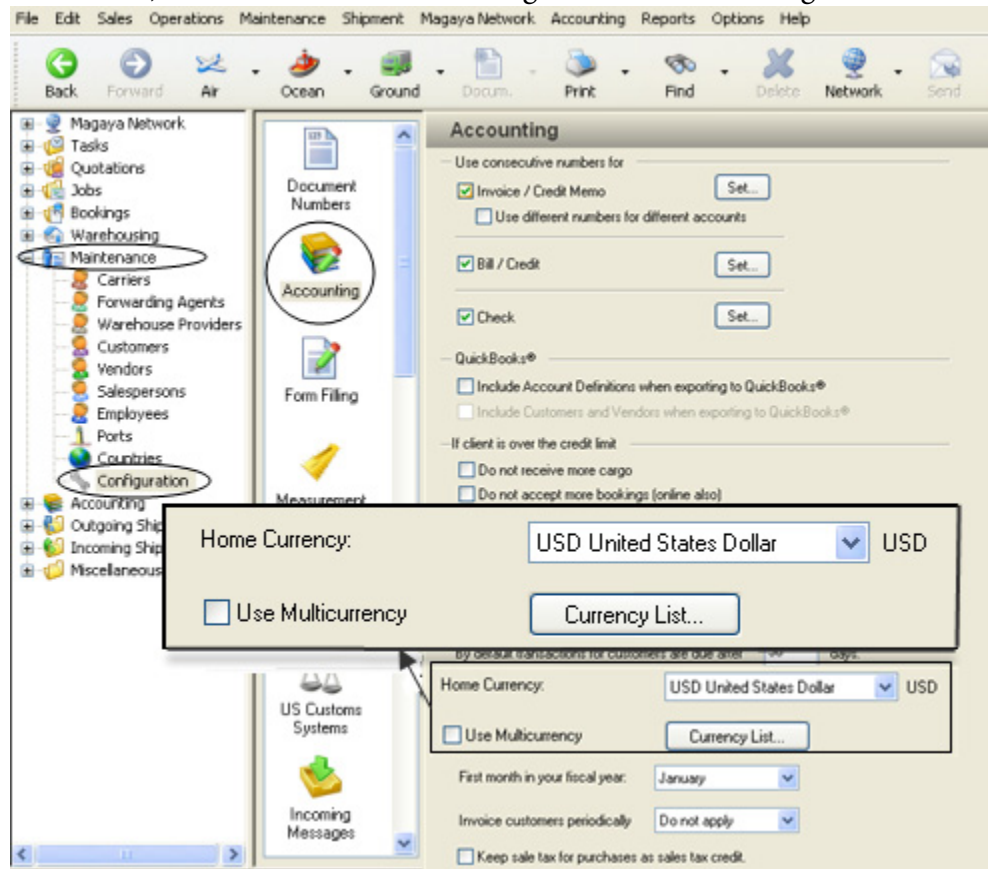 File Edit Sales Operations Maintenance Shipment Magaya Network Accounting Reports Options Help
Back Forward Air Ocean Ground Docum. Print Find Delete Network Send
Magaya Network
Tasks
Quotations
Jobs
Bookings
Warehousing
Maintenance
Carriers
Forwarding Agents
Warehouse Providers
Customers
Vendors
Salespersons
Employees
Ports
Countries
Configuration
Accounting
Outgoing Ship
Incoming Ship
Miscellaneous
Document
Numbers
Accounting
Form Filing
Measurement
US Customs
Systems
Incoming
Messages
Accounting
Use consecutive numbers for
Invoice / Credit Memo Set...
Use different numbers for different accounts
Bill / Credit Set...
Check Set...
QuickBooks®
Include Account Definitions when exporting to QuickBooks®
Include Customers and Vendors when exporting to QuickBooks®
If client is over the credit limit
Do not receive more cargo
Do not accept more bookings (online also)
Home Currency: USD United States Dollar USD
Use Multicurrency Currency List...
By default transactions for customers are due after days.
Home Currency: USD United States Dollar USD
Use Multicurrency Currency List...
First month in your fiscal year: January
Invoice customers periodically Do not apply
Keep sale tax for purchases as sales tax credit.